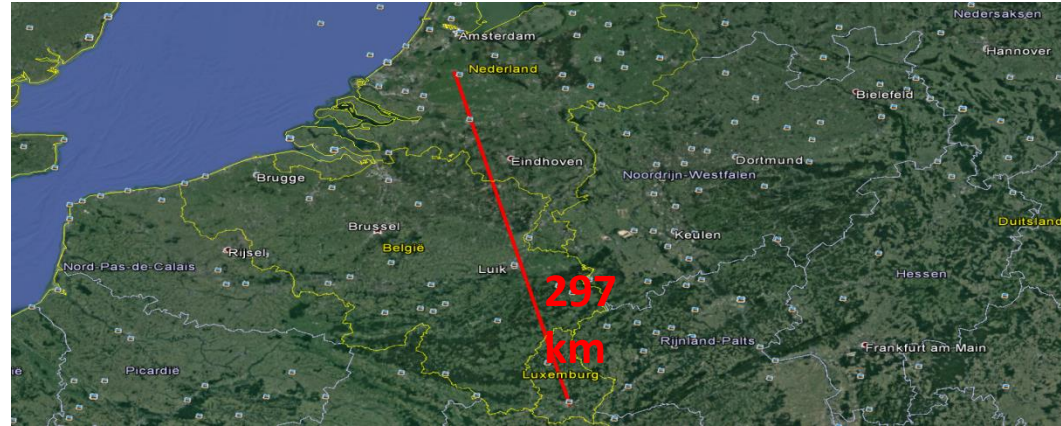 Nedersaksen
Amsterdam
Hannover
Nederland
Bielefeld
Eindhoven
Dortmund
Noordrijn-Westfalen
Brugge
Duitsland
Brussel
Keulen
België
Rijsel
Luik
Nord-Pas-de-Calais
Hessen
297
km
Rijnland-Palts
Frankfurt am Main
Picardië
Luxemburg